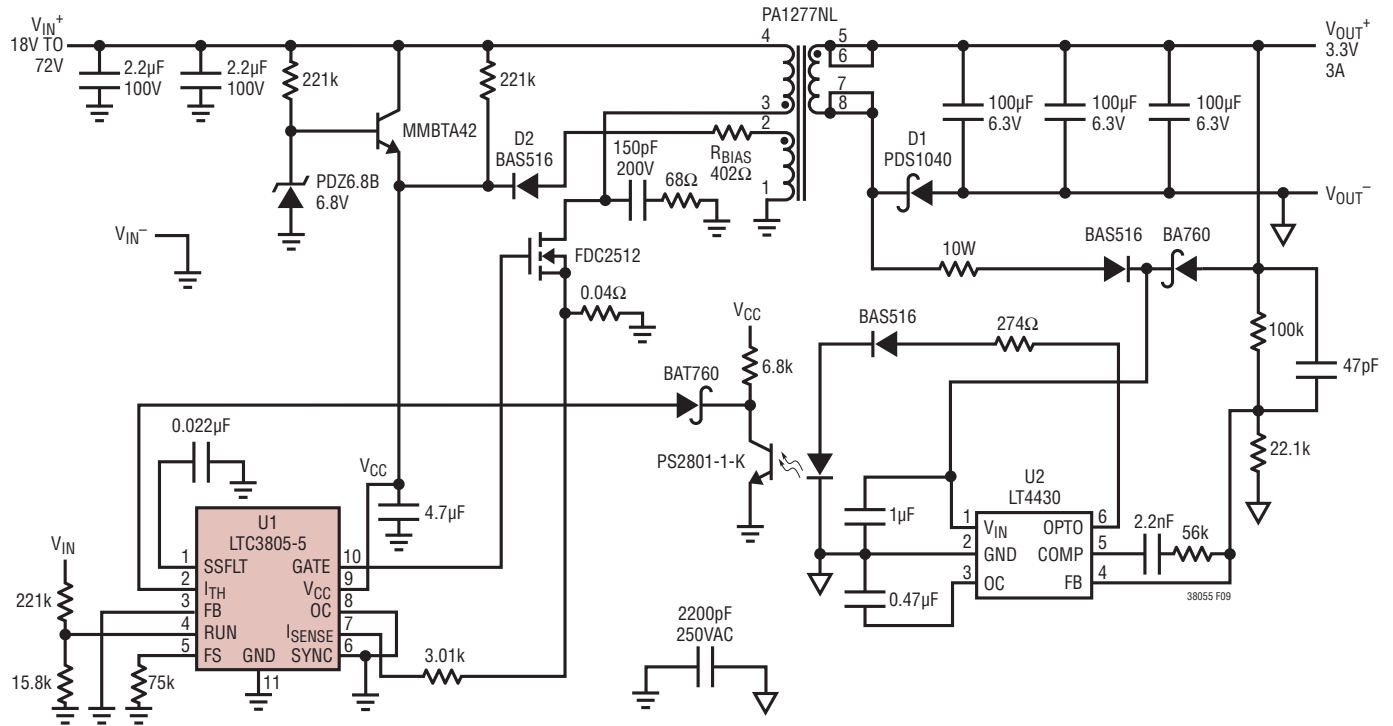 VIN+
18V TO
72V
2.2µF
100V
2.2µF
100V
221k
MMBTA42
221k
PDZ6.8B
6.8V
VIN−
D2
BAS516
150pF
200V
68Ω
RBIAS
402Ω
PA1277NL
4
3
2
1
5
6
7
8
D1
PDS1040
100µF
6.3V
100µF
6.3V
100µF
6.3V
VOUT+
3.3V
3A
VOUT−
FDC2512
0.04Ω
10W
BAS516
BA760
100k
47pF
22.1k
VCC
6.8k
BAT760
PS2801-1-K
BAS516
274Ω
0.022µF
VCC
4.7µF
VIN
221k
15.8k
75k
U1
LTC3805-5
1
SSFLT
2
ITH
3
FB
4
RUN
5
FS
GND
11
GATE
10
VCC
9
OC
8
ISENSE
7
SYNC
6
3.01k
2200pF
250VAC
1µF
0.47µF
U2
LT4430
1
VIN
2
GND
3
OC
OPTO
6
COMP
5
FB
4
2.2nF
56k
38055 F09